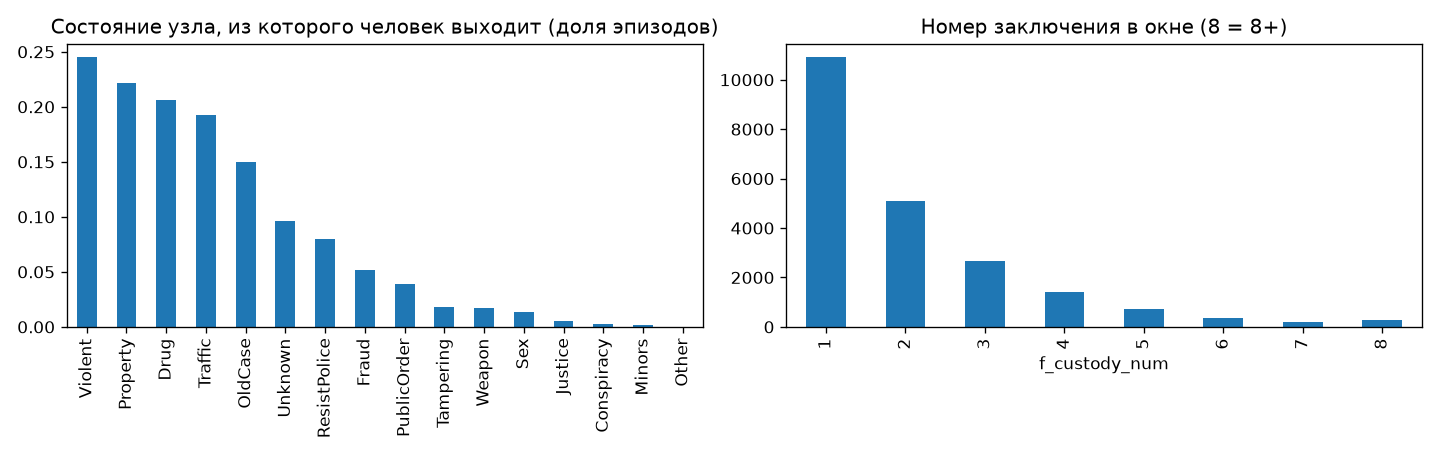 Состояние узла, из которого человек выходит (доля эпизодов)
0.25
0.20
0.15
0.10
0.05
0.00
Violent
Property
Drug
Traffic
OldCase
Unknown
ResistPolice
Fraud
PublicOrder
Tampering
Weapon
Sex
Justice
Conspiracy
Minors
Other
Номер заключения в окне (8 = 8+)
10000
8000
6000
4000
2000
0
1
2
3
4
5
6
7
8
f_custody_num